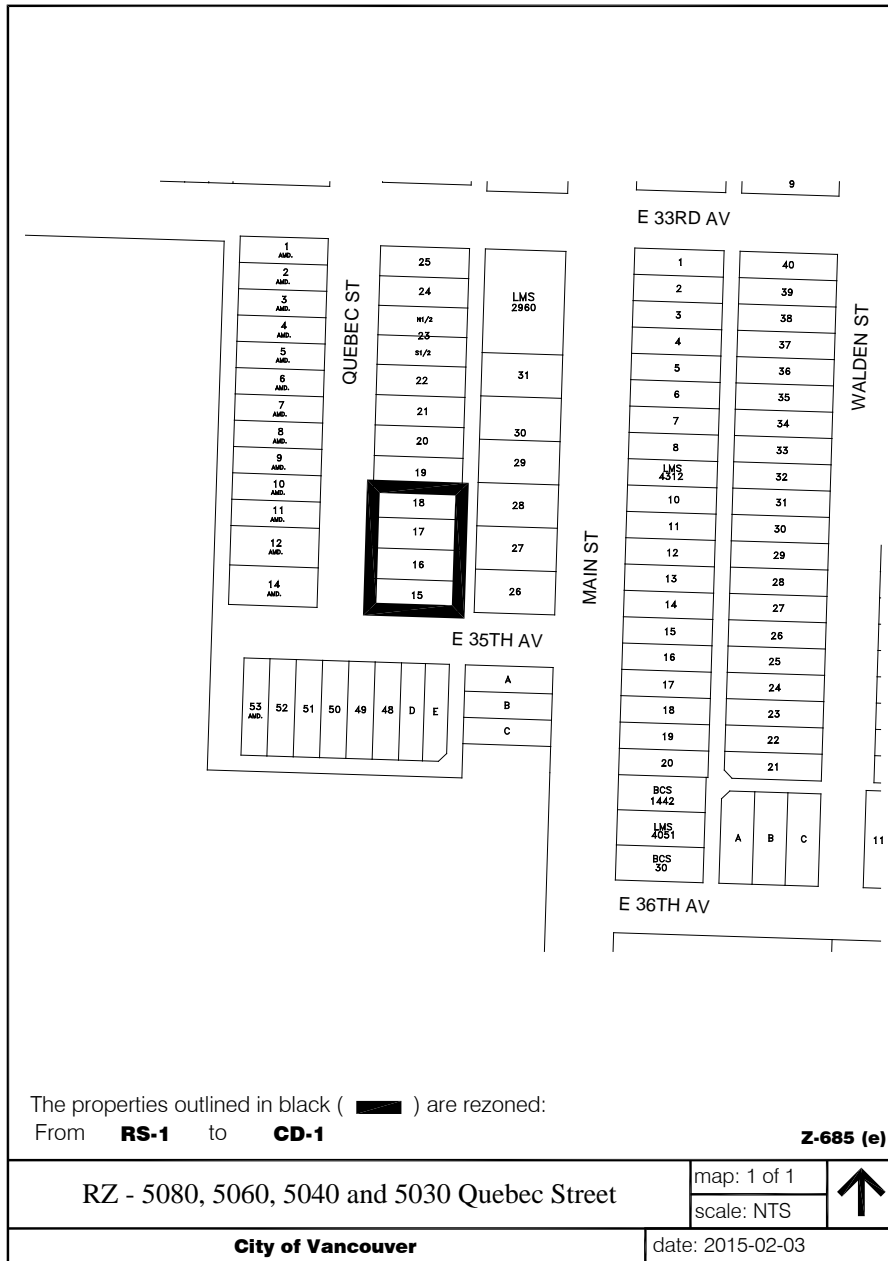 9
E 33RD AV
1
AMD.
2
AMD.
3
AMD.
4
AMD.
5
AMD.
6
AMD.
7
AMD.
8
AMD.
9
AMD.
10
AMD.
11
AMD.
12
AMD.
14
AMD.
QUEBEC ST
25
24
N1/2
23
S1/2
22
21
20
19
18
17
16
15
LMS
2960
31
30
29
28
27
26
MAIN ST
1
2
3
4
5
6
7
8
LMS
4312
10
11
12
13
14
15
16
17
18
19
20
BCS
1442
LMS
4051
BCS
30
40
39
38
37
36
35
34
33
32
31
30
29
28
27
26
25
24
23
22
21
WALDEN ST
E 35TH AV
53
AMD.
52
51
50
49
48
D
E
A
B
C
A
B
C
11
E 36TH AV
The properties outlined in black ( ) are rezoned:
From RS-1 to CD-1
Z-685 (e)
RZ - 5080, 5060, 5040 and 5030 Quebec Street
map: 1 of 1
scale: NTS
City of Vancouver
date: 2015-02-03